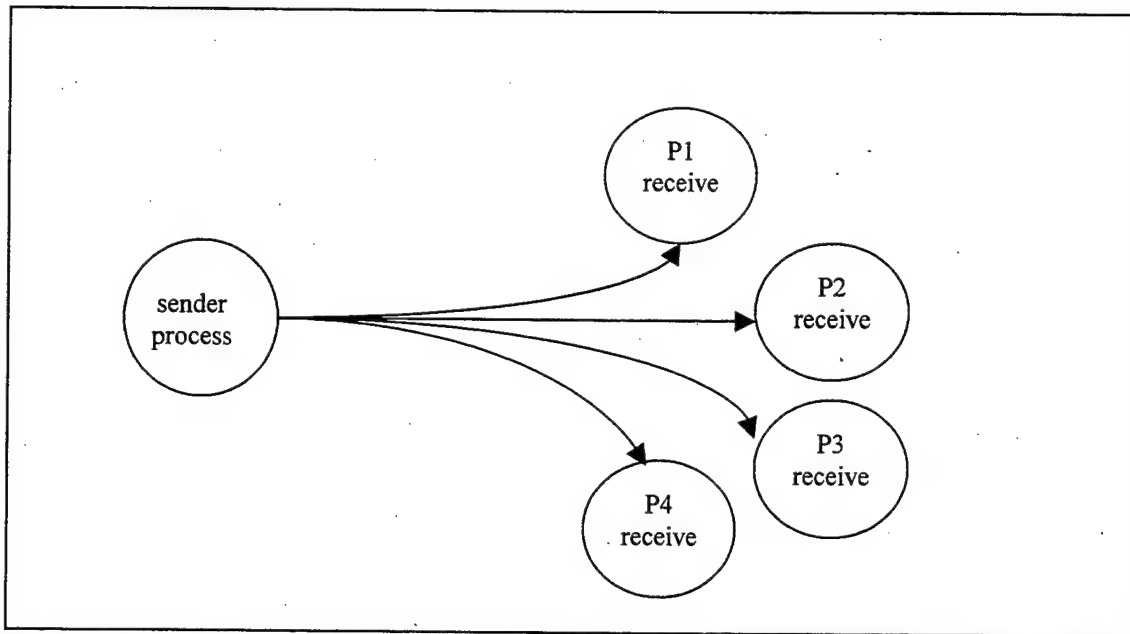 P1
receive
P2
receive
sender
process
P3
receive
P4
receive